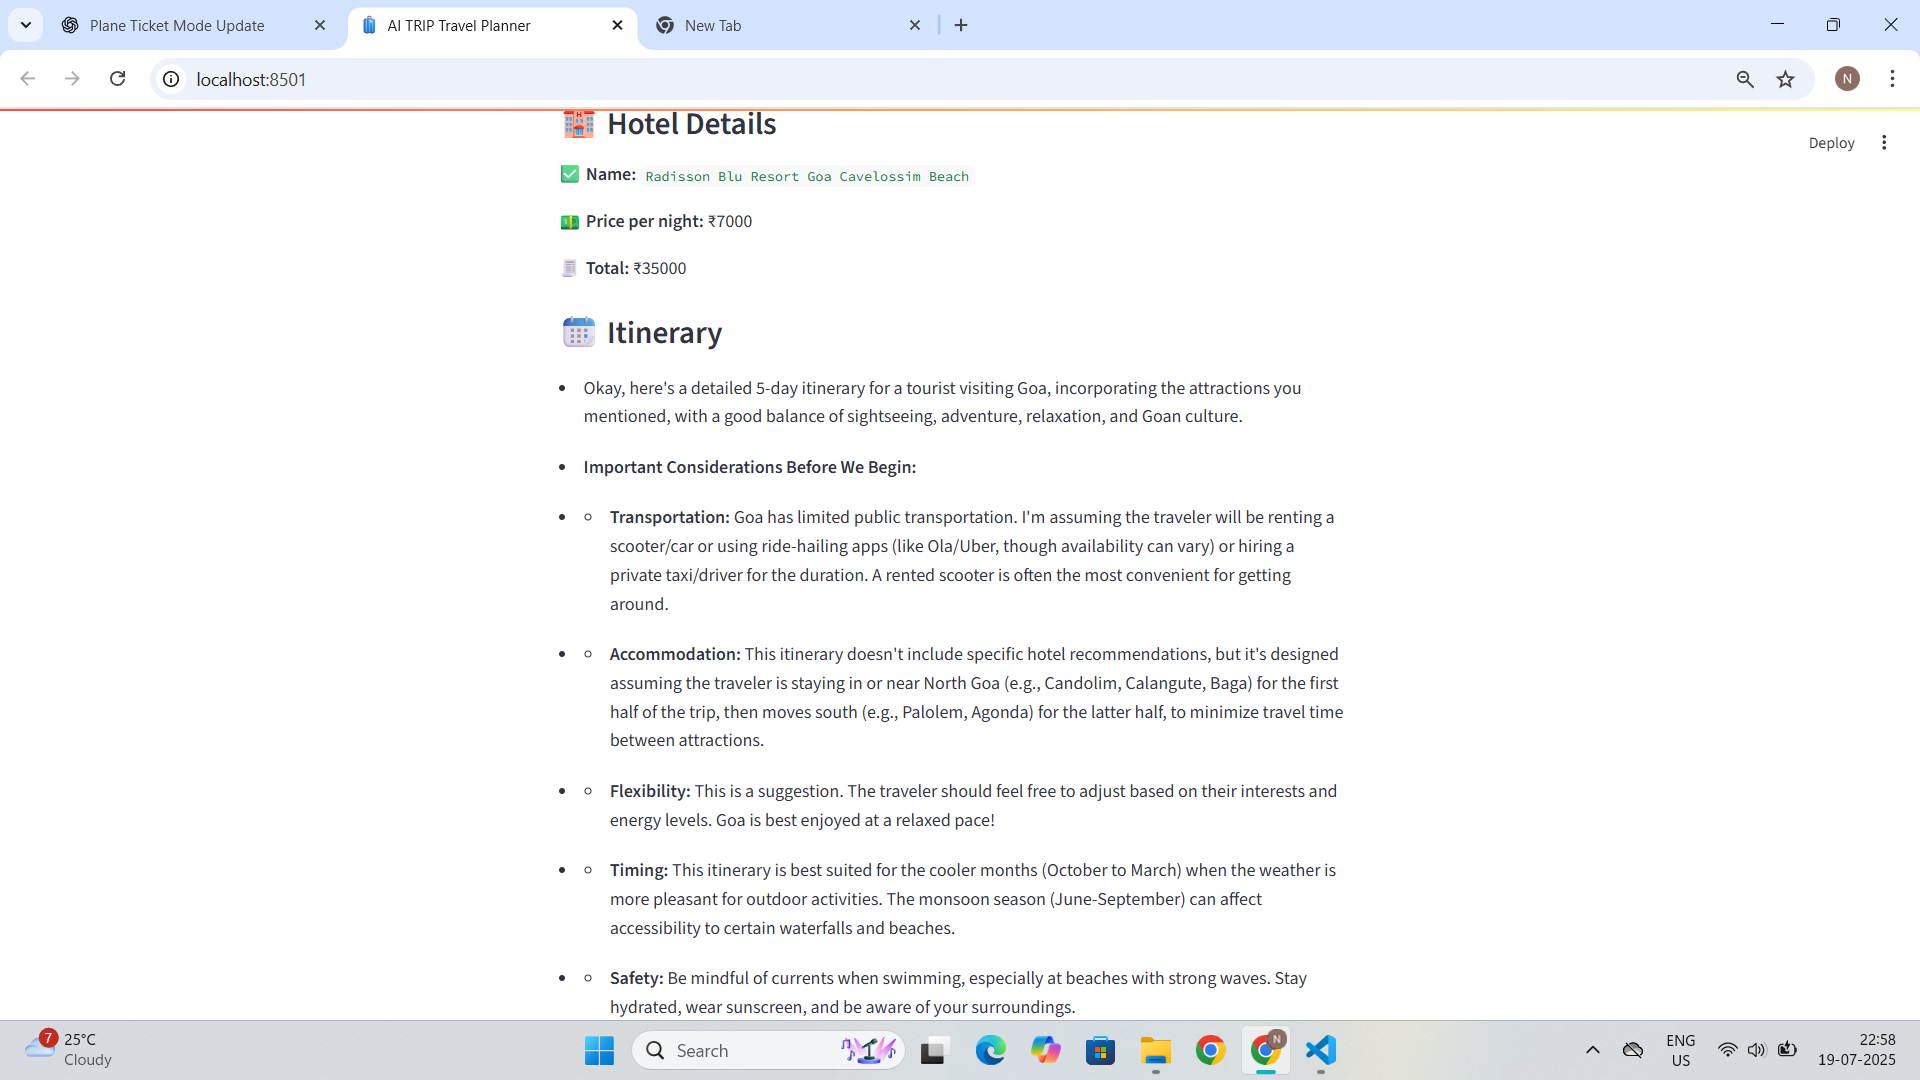 Plane Ticket Mode Update
AI TRIP Travel Planner
New Tab
localhost:8501
N
Deploy
Hotel Details
Name: Radisson Blu Resort Goa Cavelossim Beach
Price per night: ₹7000
Total: ₹35000
Itinerary
Okay, here's a detailed 5-day itinerary for a tourist visiting Goa, incorporating the attractions you
mentioned, with a good balance of sightseeing, adventure, relaxation, and Goan culture.
Important Considerations Before We Begin:
Transportation: Goa has limited public transportation. I'm assuming the traveler will be renting a
scooter/car or using ride-hailing apps (like Ola/Uber, though availability can vary) or hiring a
private taxi/driver for the duration. A rented scooter is often the most convenient for getting
around.
Accommodation: This itinerary doesn't include specific hotel recommendations, but it's designed
assuming the traveler is staying in or near North Goa (e.g., Candolim, Calangute, Baga) for the first
half of the trip, then moves south (e.g., Palolem, Agonda) for the latter half, to minimize travel time
between attractions.
Flexibility: This is a suggestion. The traveler should feel free to adjust based on their interests and
energy levels. Goa is best enjoyed at a relaxed pace!
Timing: This itinerary is best suited for the cooler months (October to March) when the weather is
more pleasant for outdoor activities. The monsoon season (June-September) can affect
accessibility to certain waterfalls and beaches.
Safety: Be mindful of currents when swimming, especially at beaches with strong waves. Stay
hydrated, wear sunscreen, and be aware of your surroundings.
7
25°C
Cloudy
Search
N
ENG
US
22:58
19-07-2025